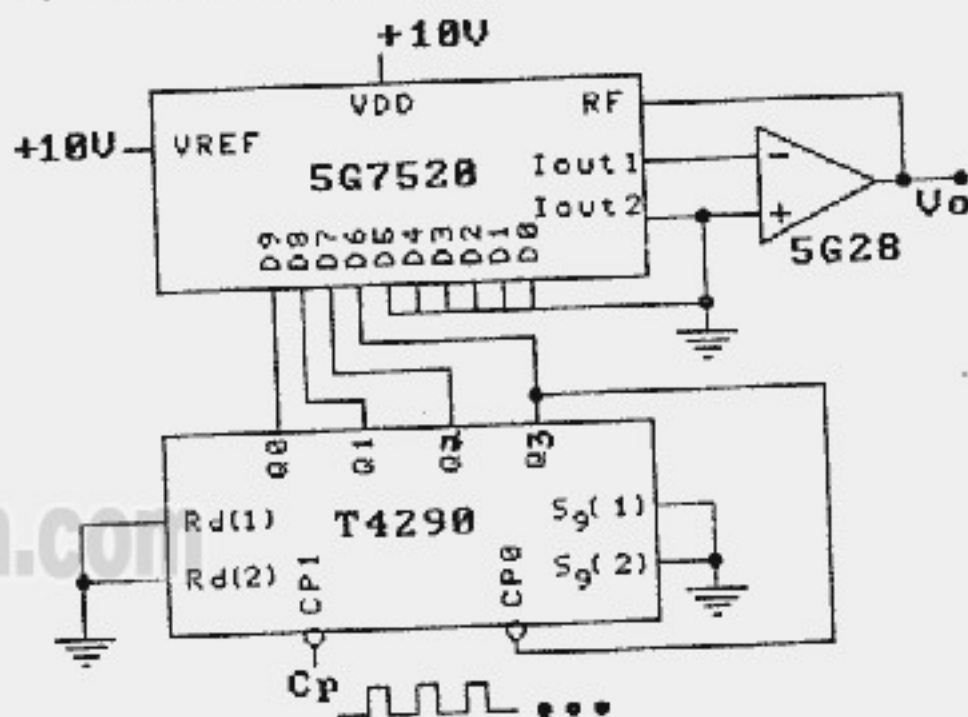 +10V
VDD
RF
+10V
VREF
5G7520
Iout1
Iout2
Vo
5G28
D9 D8 D7 D6 D5 D4 D3 D2 D1 D0
Q0 Q1 Q2 Q3
Rd(1)
T4290
S9(1)
Rd(2)
S9(2)
CP1
CP0
Cp
n.com